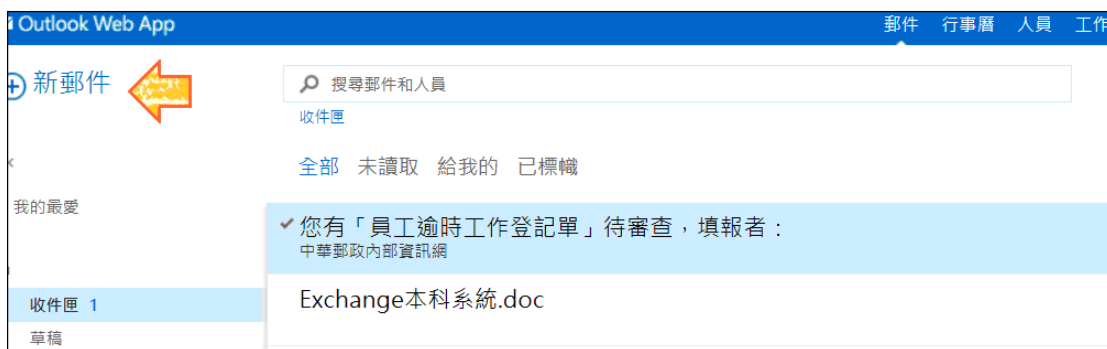 Outlook Web App 郵件 行事曆 人員 工作
新郵件
搜尋郵件和人員
收件匣
全部 未讀取 給我的 已標幟
我的最愛
您有「員工逾時工作登記單」待審查，填報者：
中華郵政內部資訊網
收件匣 1
Exchange本科系統.doc
草稿